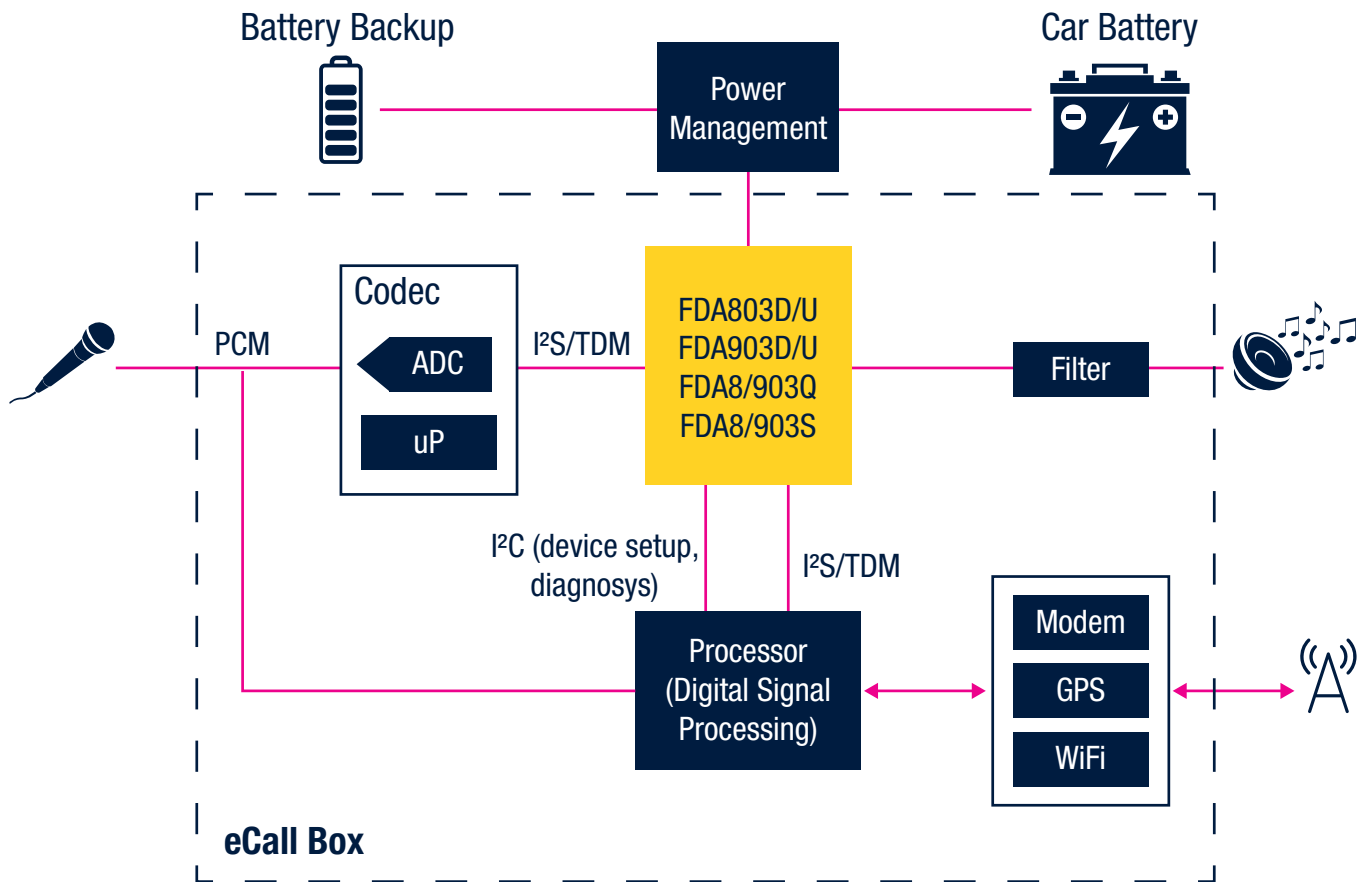 Battery Backup
Car Battery
Power
Management
Codec
FDA803D/U
FDA903D/U
FDA8/903Q
FDA8/903S
PCM
ADC
I²S/TDM
Filter
uP
I²C (device setup,
diagnosys)
I²S/TDM
Processor
(Digital Signal
Processing)
Modem
GPS
WiFi
eCall Box